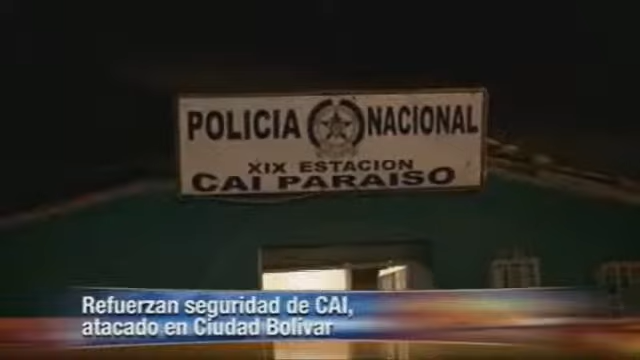 POLICIA NACIONAL
XIX ESTACION
CAI PARAISO
Refuerzan seguridad de CAI,
atacado en Ciudad Bolívar